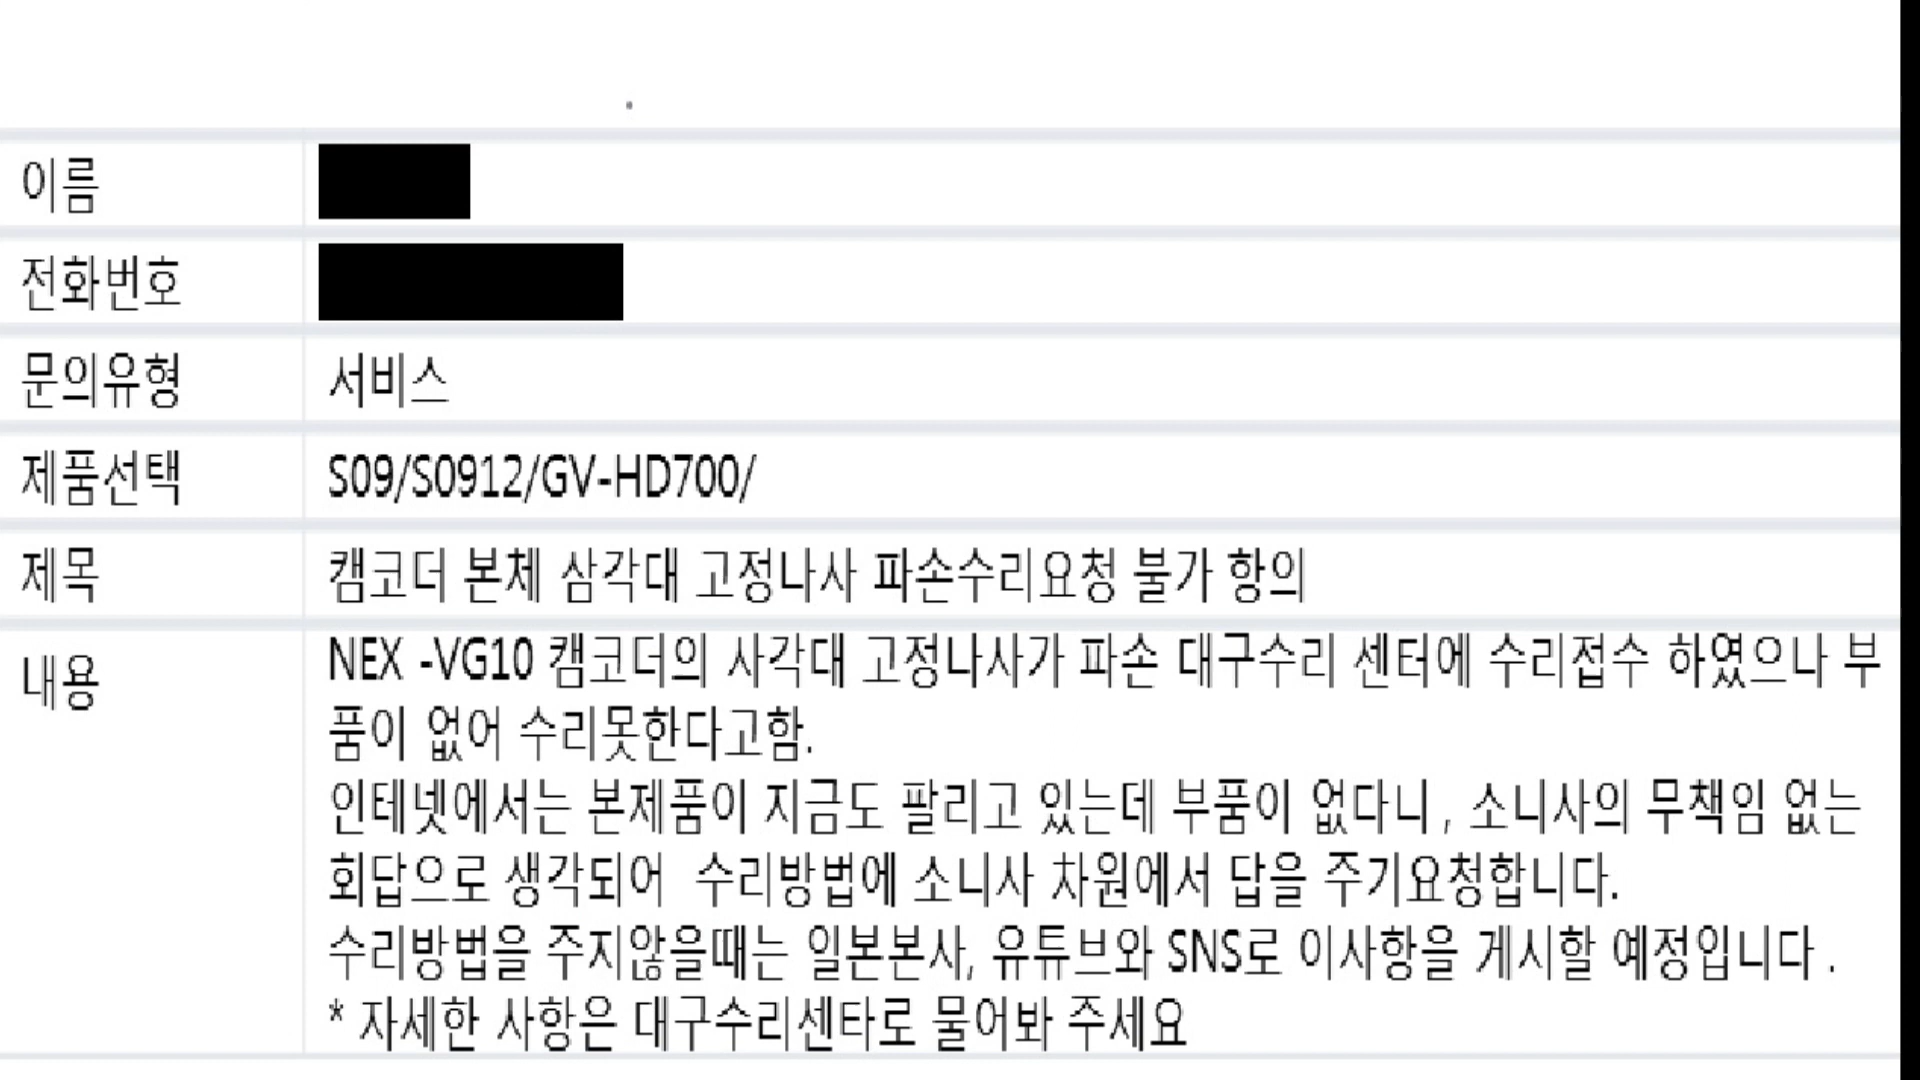 이름
전화번호
문의유형 서비스
제품선택 S09/S0912/GV-HD700/
제목 캠코더 본체 삼각대 고정나사 파손수리요청 불가 항의
내용 NEX -VG10 캠코더의 사각대 고정나사가 파손 대구수리 센터에 수리접수 하였으나 부
품이 없어 수리못한다고함.
인테넷에서는 본제품이 지금도 팔리고 있는데 부품이 없다니 , 소니사의 무책임 없는
회답으로 생각되어 수리방법에 소니사 차원에서 답을 주기요청합니다.
수리방법을 주지않을때는 일본본사, 유튜브와 SNS로 이사항을 게시할 예정입니다 .
* 자세한 사항은 대구수리센타로 물어봐 주세요